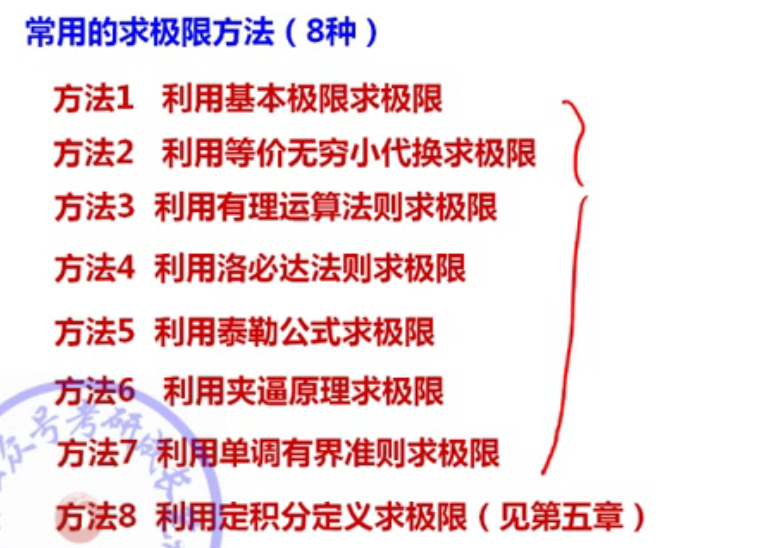 常用的求极限方法（8种）
方法1 利用基本极限求极限
方法2 利用等价无穷小代换求极限
方法3 利用有理运算法则求极限
方法4 利用洛必达法则求极限
方法5 利用泰勒公式求极限
方法6 利用夹逼原理求极限
方法7 利用单调有界准则求极限
方法8 利用定积分定义求极限（见第五章）
众号考研